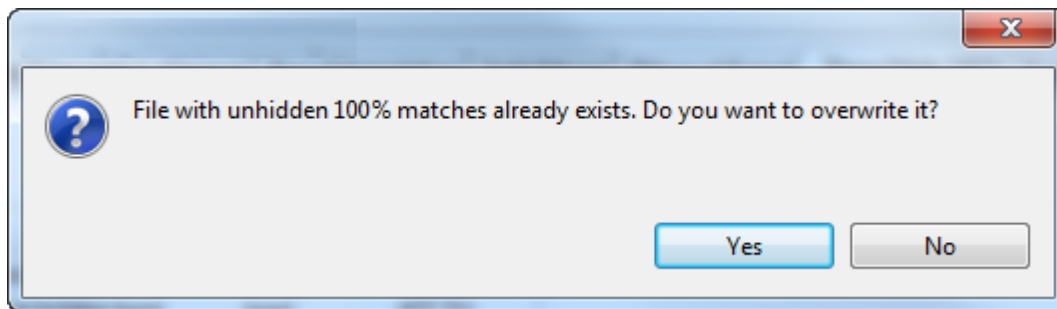 File with unhidden 100% matches already exists. Do you want to overwrite it?
Yes
No